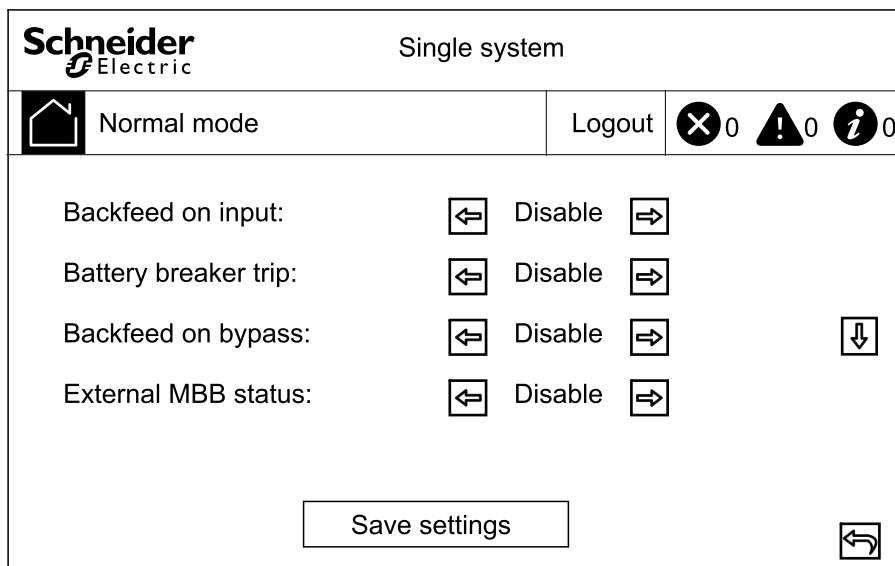 Schneider Single system
Electric
Normal mode Logout 0 0 0
Backfeed on input: Disable
Battery breaker trip: Disable
Backfeed on bypass: Disable
External MBB status: Disable
Save settings